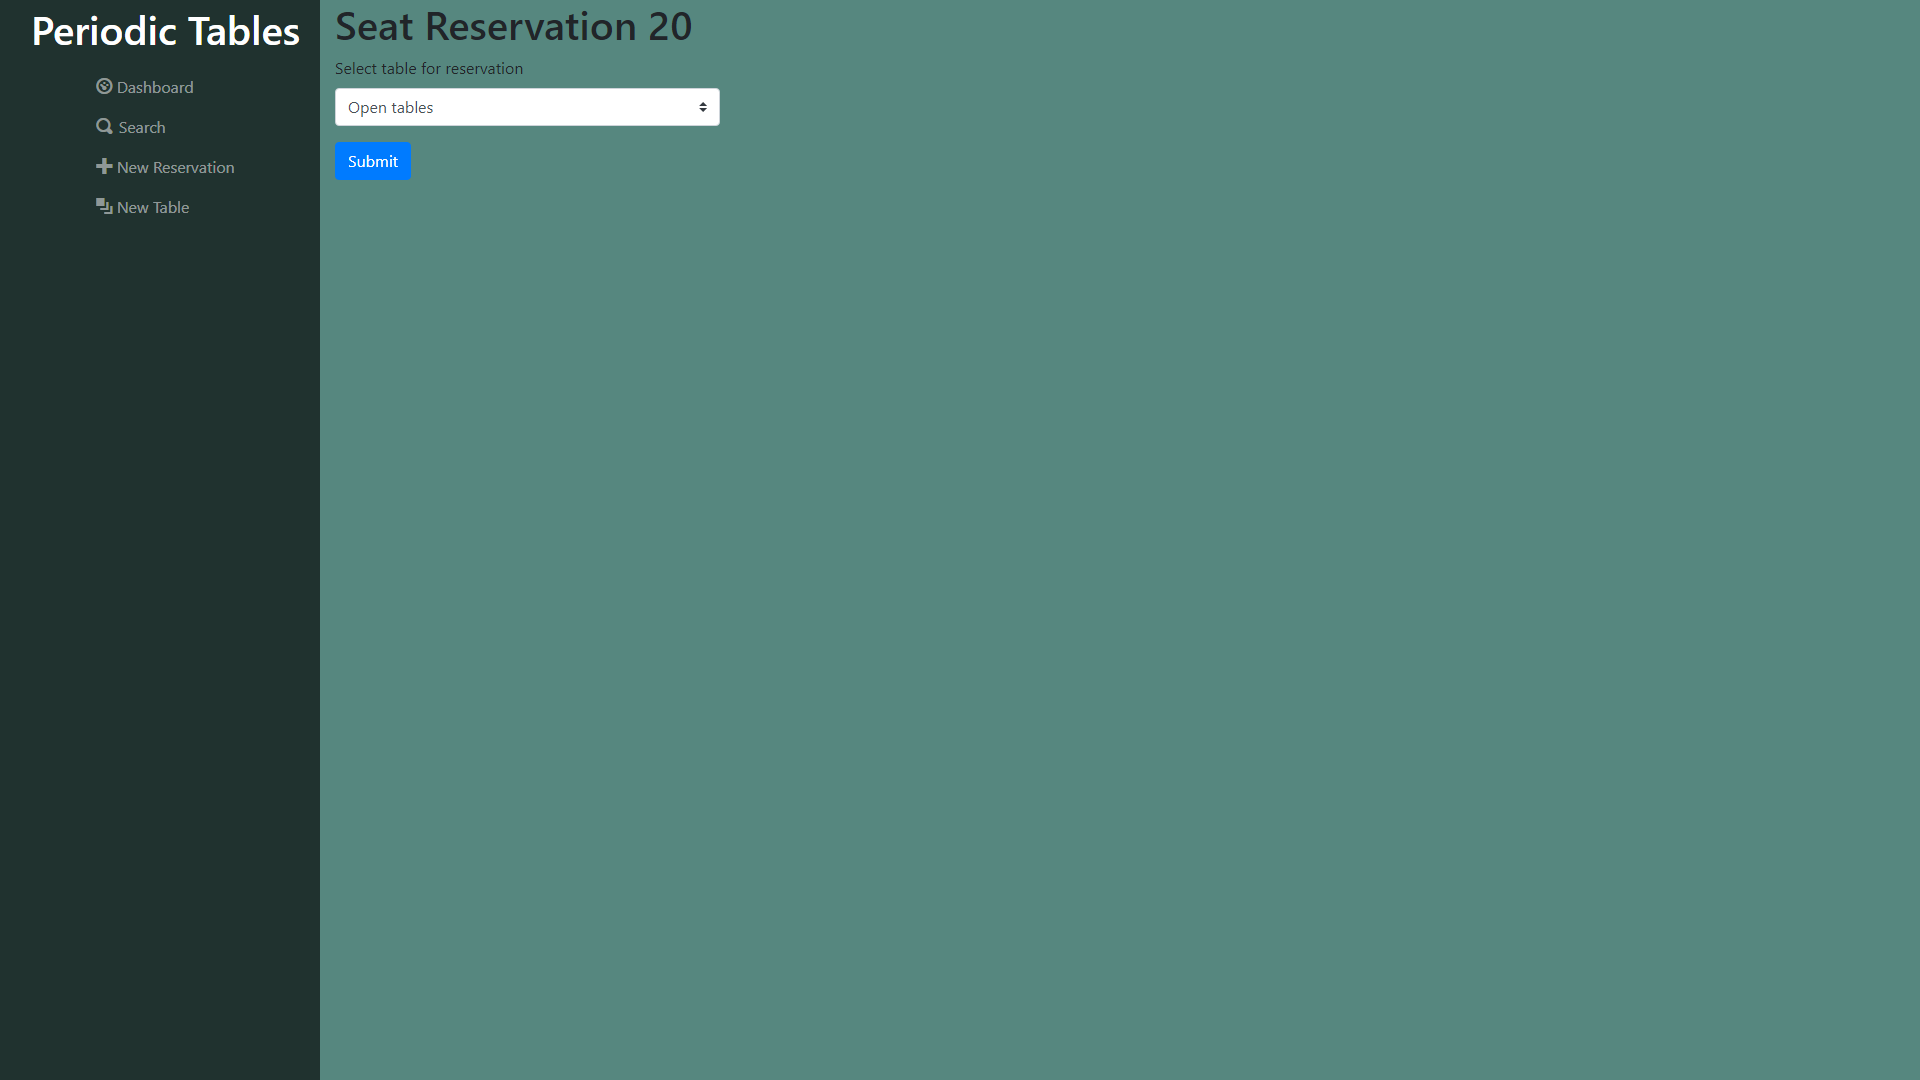 Periodic Tables
Dashboard
Search
New Reservation
New Table
Seat Reservation 20
Select table for reservation
Open tables
Submit